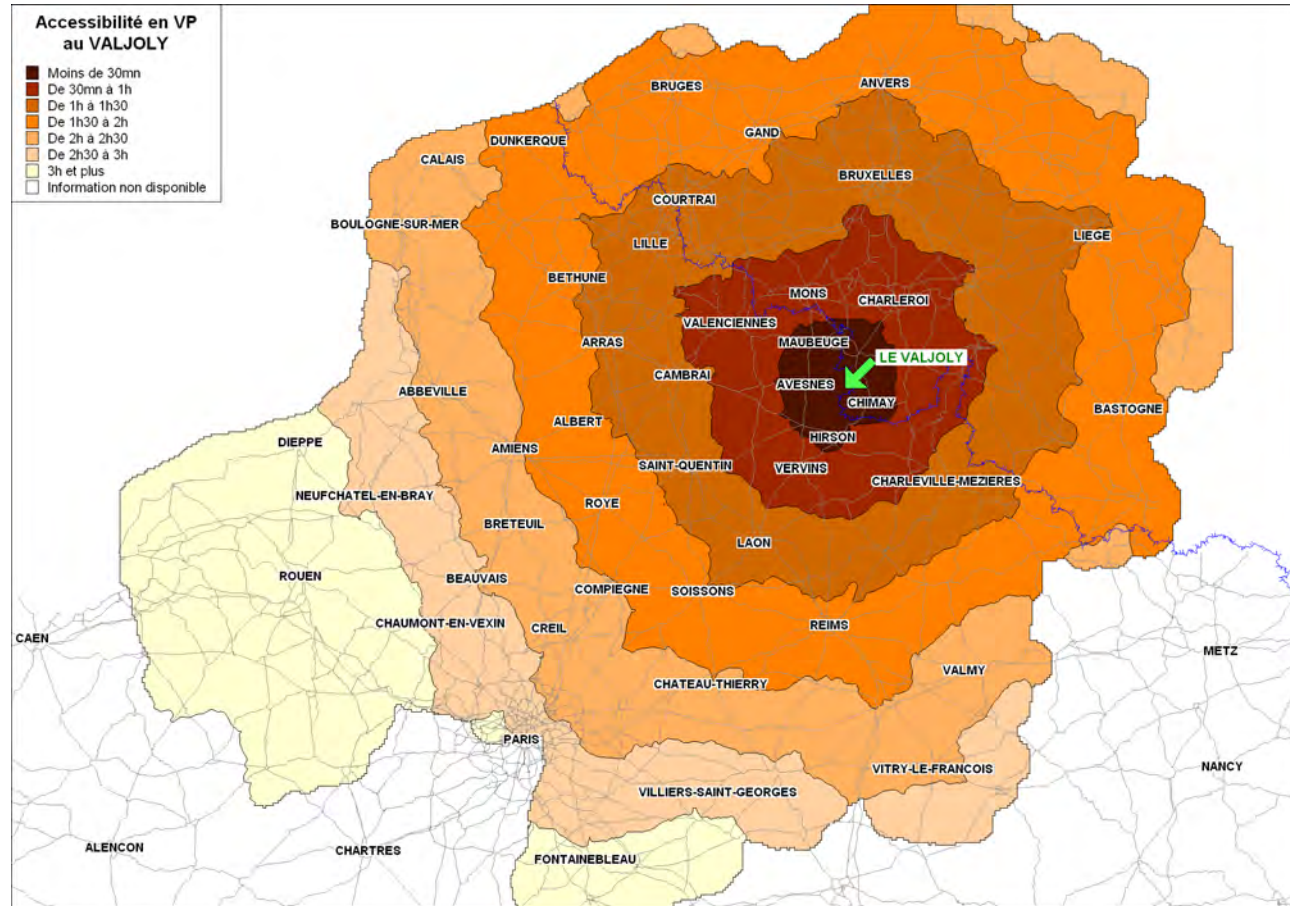 Accessibilité en VP
au VALJOLY
Moins de 30mn
De 30mn à 1h
De 1h à 1h30
De 1h30 à 2h
De 2h à 2h30
De 2h30 à 3h
3h et plus
Information non disponible
BRUGES
ANVERS
GAND
DUNKERQUE
CALAIS
BRUXELLES
COURTRAI
BOULOGNE-SUR-MER
LILLE
LIEGE
BETHUNE
MONS
CHARLEROI
VALENCIENNES
MAUBEUGE
ARRAS
LE VALJOLY
CAMBRAI
AVESNES
ABBEVILLE
CHIMAY
BASTOGNE
ALBERT
HIRSON
DIEPPE
AMIENS
SAINT-QUENTIN
VERVINS
CHARLEVILLE-MEZIERES
NEUFCHATEL-EN-BRAY
ROYE
BRETEUIL
LAON
ROUEN
BEAUVAIS
COMPIEGNE
SOISSONS
CHAUMONT-EN-VEXIN
CREIL
REIMS
CAEN
METZ
VALMY
CHATEAU-THIERRY
PARIS
VITRY-LE-FRANCOIS
NANCY
VILLIERS-SAINT-GEORGES
ALENCON
CHARTRES
FONTAINEBLEAU